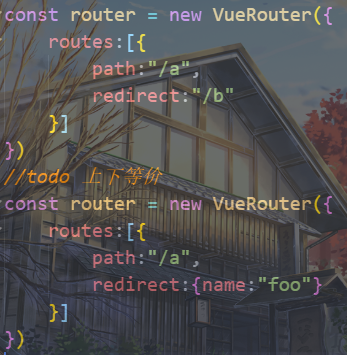 const router = new VueRouter({
routes:[{
path:"/a",
redirect:"/b"
}]
})
//todo 上下等价
const router = new VueRouter({
routes:[{
path:"/a",
redirect:{name:"foo"}
}]
})